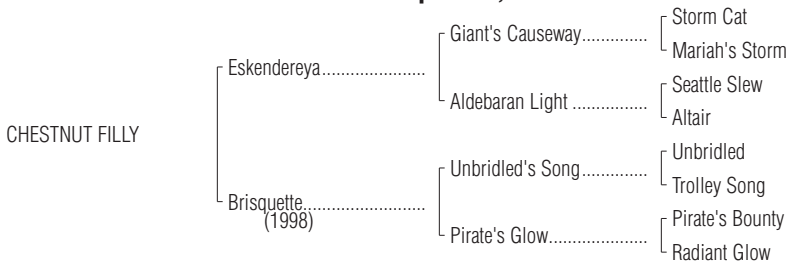 Storm Cat
Giant's Causeway..............
Mariah's Storm
Eskendereya......................
Seattle Slew
Aldebaran Light ................
Altair
CHESTNUT FILLY
Unbridled
Unbridled's Song..............
Trolley Song
Brisquette..........................
(1998)
Pirate's Bounty
Pirate's Glow.....................
Radiant Glow